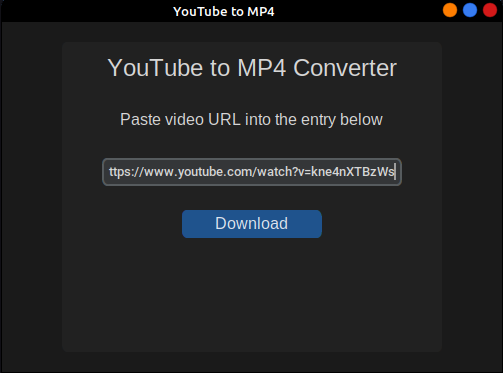 YouTube to MP4
YouTube to MP4 Converter
Paste video URL into the entry below
ttps://www.youtube.com/watch?v=kne4nXTBzWs
Download